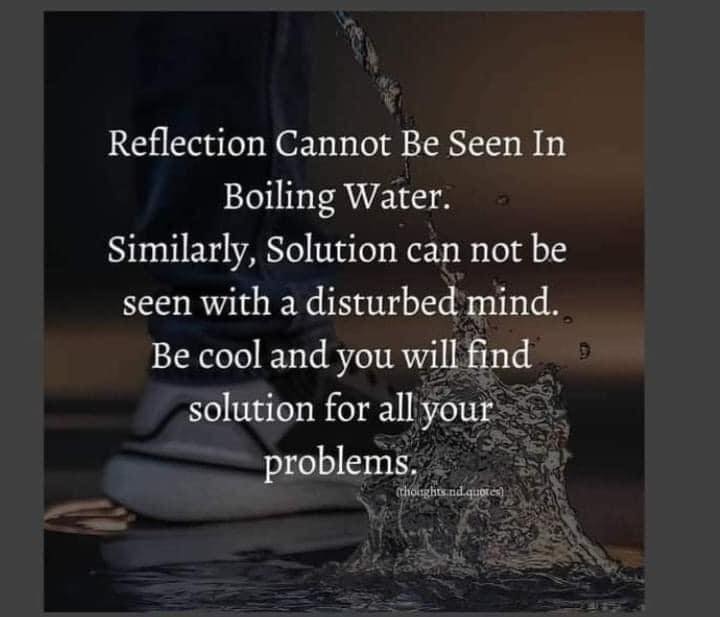 Reflection Cannot Be Seen In
Boiling Water.
Similarly, Solution can not be
seen with a disturbed mind.
Be cool and you will find
solution for all your
problems.
(thoughts.nd.quotes)